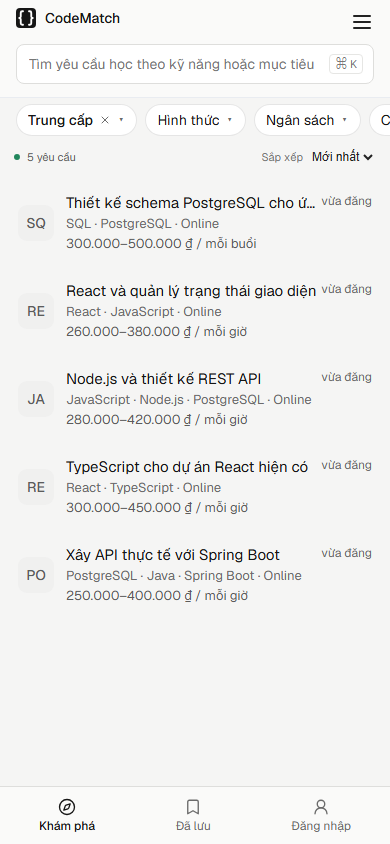 {} CodeMatch
Tìm yêu cầu học theo kỹ năng hoặc mục tiêu ⌘ K
Trung cấp × Hình thức Ngân sách C
5 yêu cầu Sắp xếp Mới nhất
Thiết kế schema PostgreSQL cho ứ... vừa đăng
SQ
SQL · PostgreSQL · Online
300.000–500.000 ₫ / mỗi buổi
React và quản lý trạng thái giao diện vừa đăng
RE
React · JavaScript · Online
260.000–380.000 ₫ / mỗi giờ
Node.js và thiết kế REST API vừa đăng
JA
JavaScript · Node.js · PostgreSQL · Online
280.000–420.000 ₫ / mỗi giờ
TypeScript cho dự án React hiện có vừa đăng
RE
React · TypeScript · Online
300.000–450.000 ₫ / mỗi giờ
Xây API thực tế với Spring Boot vừa đăng
PO
PostgreSQL · Java · Spring Boot · Online
250.000–400.000 ₫ / mỗi giờ
Khám phá Đã lưu Đăng nhập